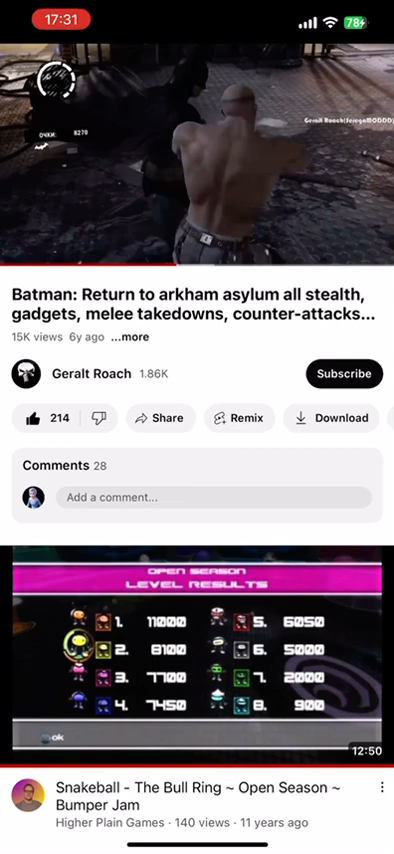 17:31
78
Geralt Roach(SeregaMODDD)
ОЧКИ: 8270
Batman: Return to arkham asylum all stealth,
gadgets, melee takedowns, counter-attacks...
15K views 6y ago ...more
Geralt Roach 1.86K
Subscribe
214
Share
Remix
Download
Comments 28
Add a comment...
OPEN SEASON
LEVEL RESULTS
1. 11000
2. 8100
3. 7700
4. 7450
5. 6050
6. 5000
7. 2000
8. 900
ok
12:50
Snakeball - The Bull Ring ~ Open Season ~
Bumper Jam
Higher Plain Games · 140 views · 11 years ago